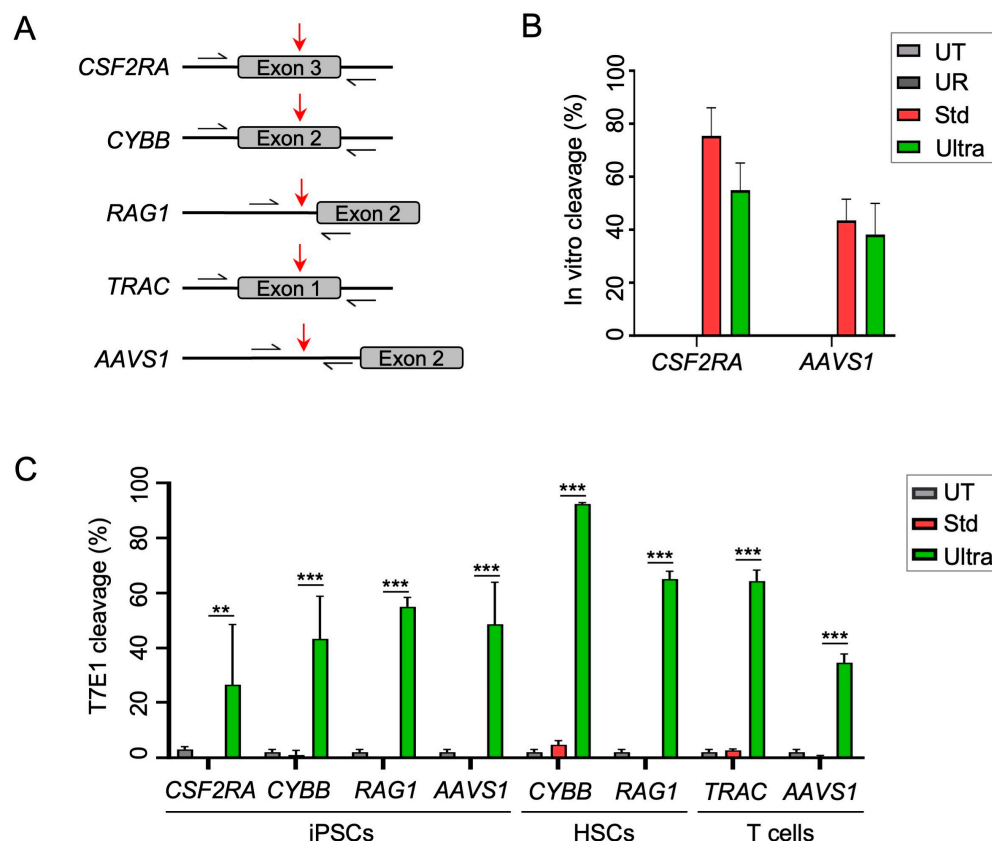 A
CSF2RA
Exon 3
CYBB
Exon 2
RAG1
Exon 2
TRAC
Exon 1
AAVS1
Exon 2
B
In vitro cleavage (%)
100
80
60
40
20
0
CSF2RA AAVS1
UT
UR
Std
Ultra
C
T7E1 cleavage (%)
100
80
60
40
20
0
** *** *** *** *** *** *** ***
CSF2RA CYBB RAG1 AAVS1 CYBB RAG1 TRAC AAVS1
iPSCs HSCs T cells
UT
Std
Ultra